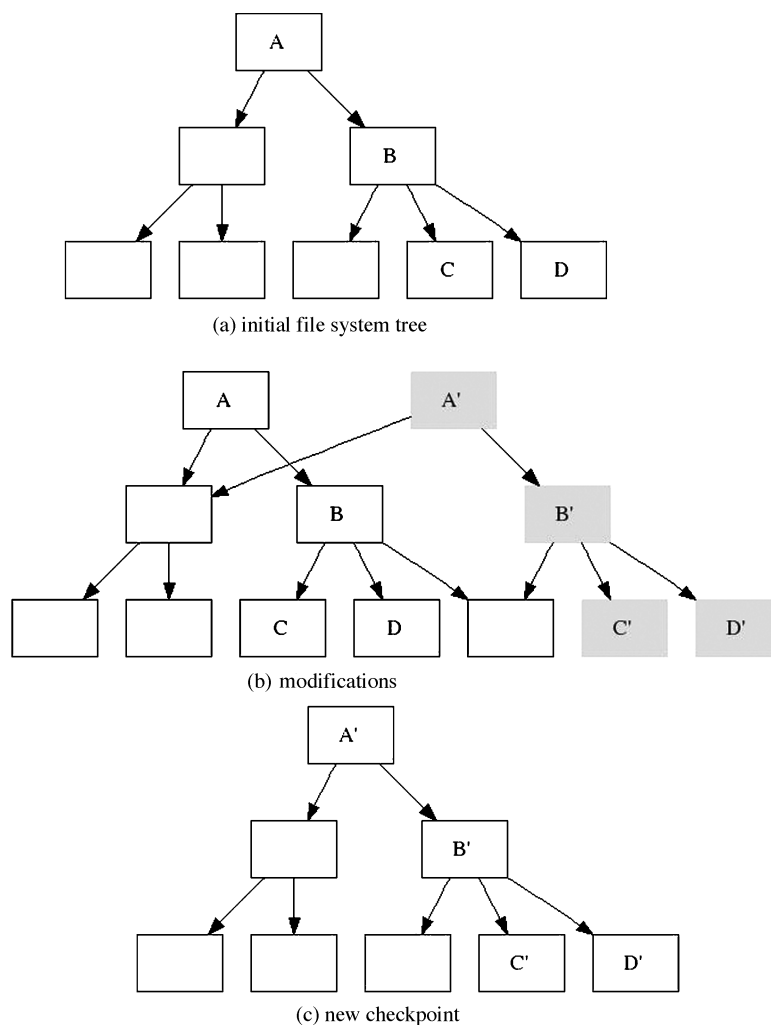 A
B
C D
(a) initial file system tree
A A'
B B'
C D C' D'
(b) modifications
A'
B'
C' D'
(c) new checkpoint